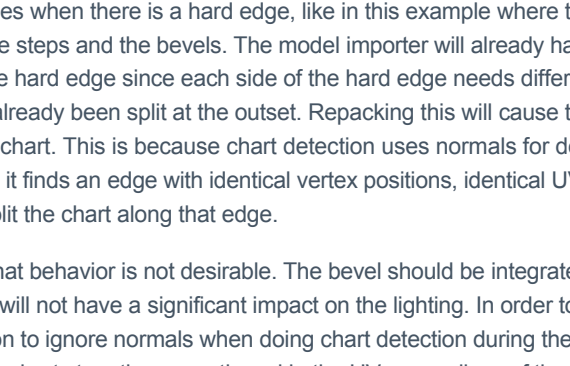 es when there is a hard edge, like in this example where t
e steps and the bevels. The model importer will already ha
e hard edge since each side of the hard edge needs differ
already been split at the outset. Repacking this will cause t
chart. This is because chart detection uses normals for de
it finds an edge with identical vertex positions, identical UV
lit the chart along that edge.
hat behavior is not desirable. The bevel should be integrate
will not have a significant impact on the lighting. In order to
on to ignore normals when doing chart detection during the